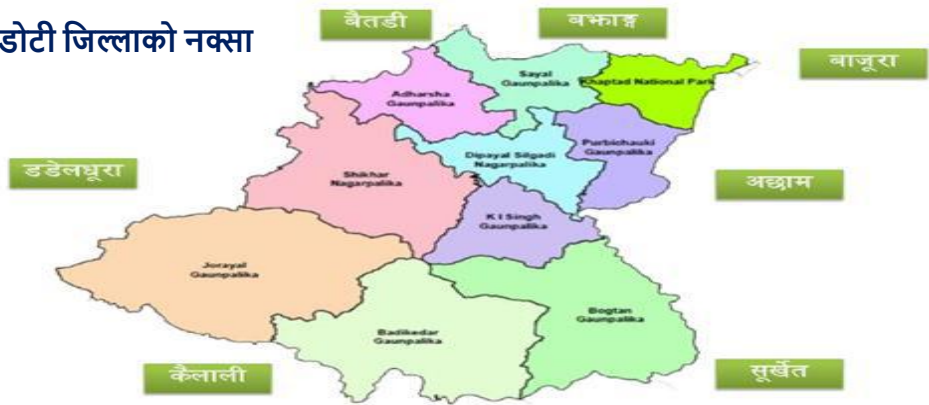 डोटी जिल्लाको नक्सा
बैतडी
बझाङ्ग
बाजूरा
Sayal
Gaunpalika
Khaptad National Park
Adharsha
Gaunpalika
Purbichauki
Gaunpalika
Dipayal Silgadi
Nagarpalika
डडेलधूरा
Shikhar
Nagarpalika
अछाम
K I Singh
Gaunpalika
Jorayal
Gaunpalika
Bogtan
Gaunpalika
Badikedar
Gaunpalika
कैलाली
सूर्खेत